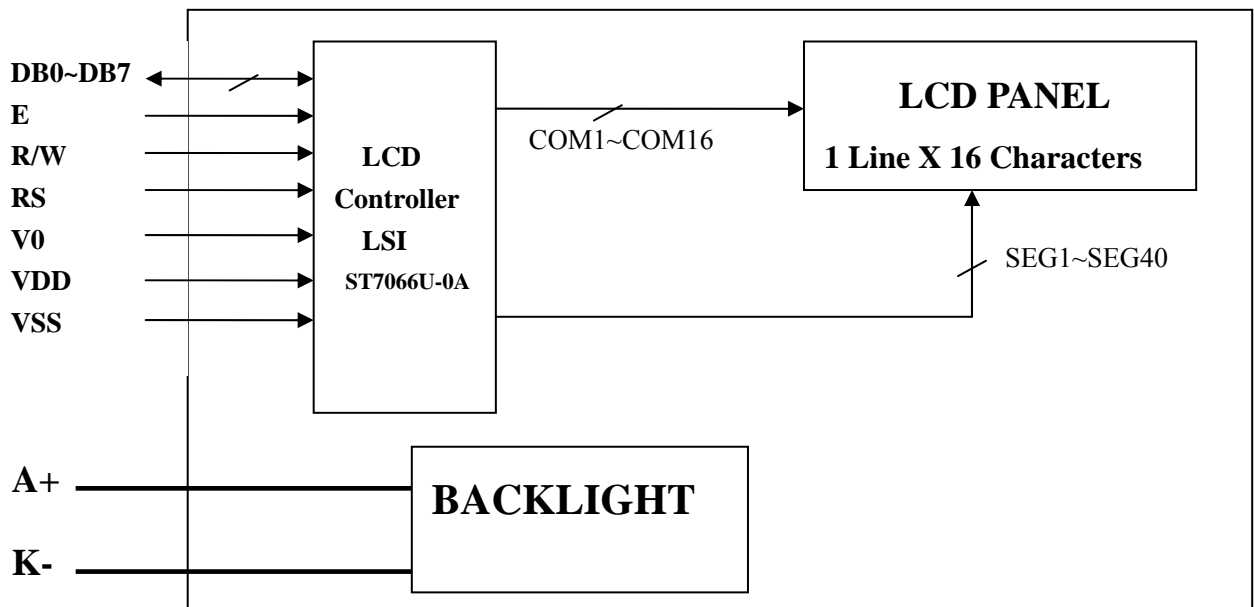 DB0~DB7
E
R/W
RS
V0
VDD
VSS
LCD
Controller
LSI
ST7066U-0A
COM1~COM16
LCD PANEL
1 Line X 16 Characters
SEG1~SEG40
A+
K-
BACKLIGHT